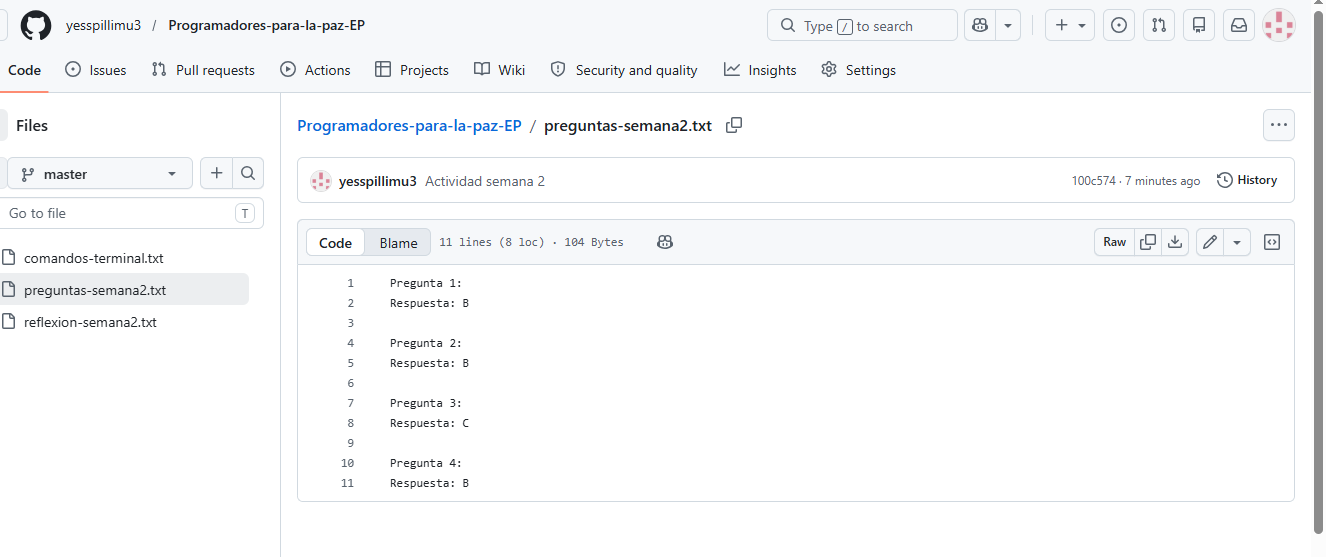 yesspillimu3 / Programadores-para-la-paz-EP
Type / to search
Code Issues Pull requests Actions Projects Wiki Security and quality Insights Settings
Files
master
Go to file T
comandos-terminal.txt
preguntas-semana2.txt
reflexion-semana2.txt
Programadores-para-la-paz-EP / preguntas-semana2.txt
yesspillimu3 Actividad semana 2
100c574 · 7 minutes ago History
Code Blame 11 lines (8 loc) · 104 Bytes
Raw
1 Pregunta 1:
2 Respuesta: B
3
4 Pregunta 2:
5 Respuesta: B
6
7 Pregunta 3:
8 Respuesta: C
9
10 Pregunta 4:
11 Respuesta: B